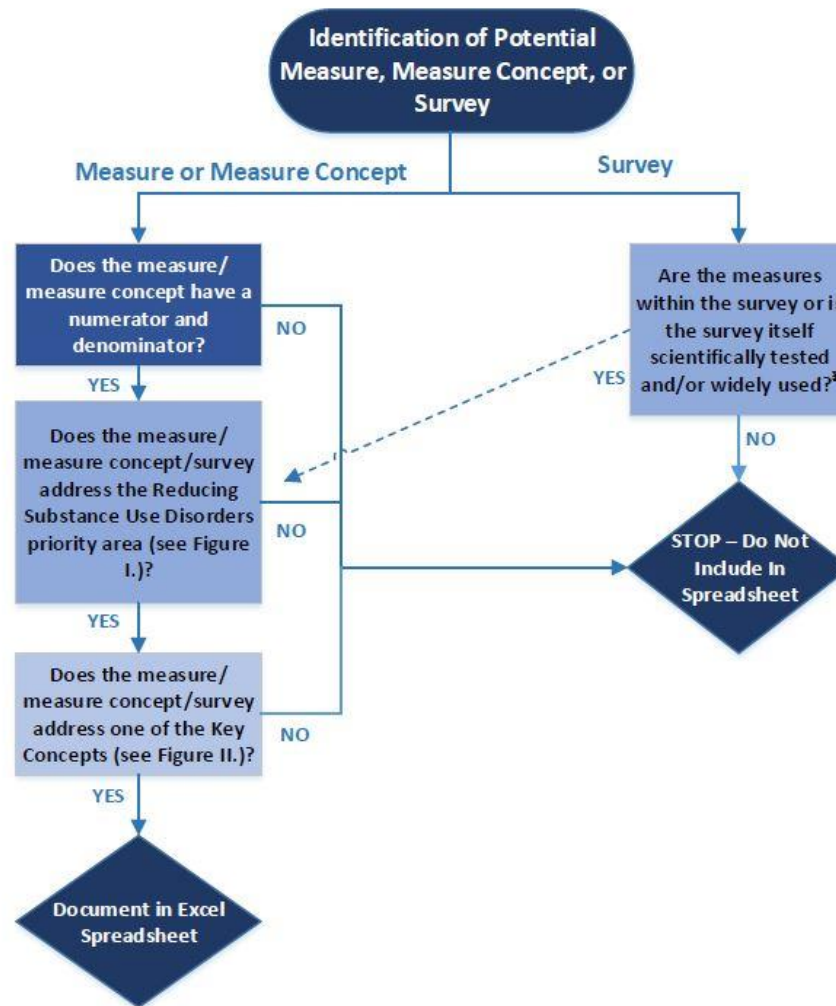 Identification of Potential
Measure, Measure Concept, or
Survey
Measure or Measure Concept
Survey
Does the measure/
measure concept have a
numerator and
denominator?
NO
YES
Are the measures
within the survey or i
the survey itself
scientifically tested
and/or widely used?
YES
NO
Does the measure/
measure concept/survey
address the Reducing
Substance Use Disorders
priority area (see Figure
I.)?
NO
YES
STOP – Do Not
Include In
Spreadsheet
Does the measure/
measure concept/survey
address one of the Key
Concepts (see Figure II.)?
NO
YES
Document in Excel
Spreadsheet